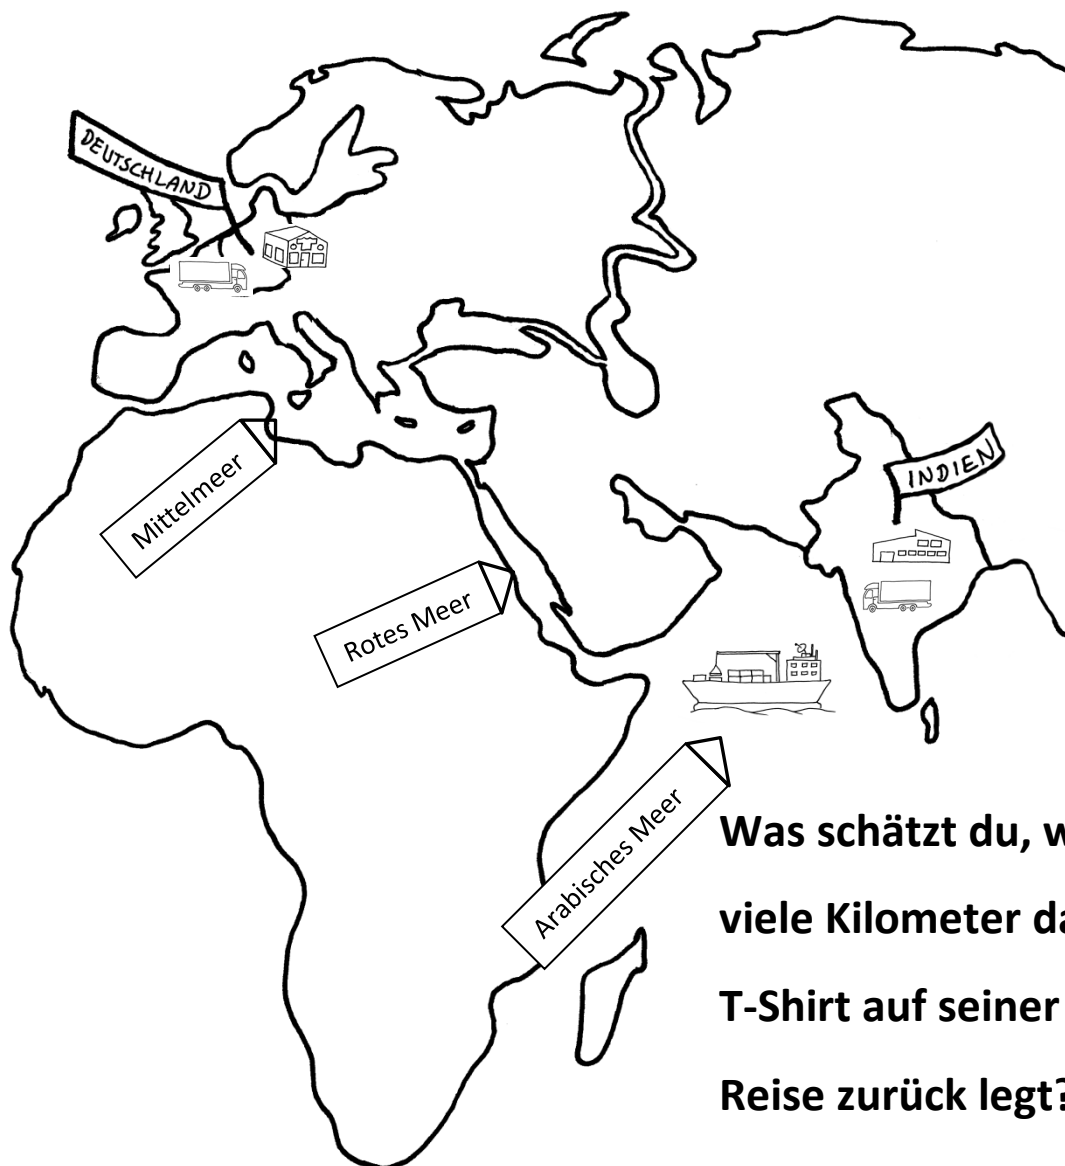 DEUTSCHLAND
INDIEN
Mittelmeer
Rotes Meer
Arabisches Meer
Was schätzt du, w
viele Kilometer da
T-Shirt auf seiner
Reise zurück legt?